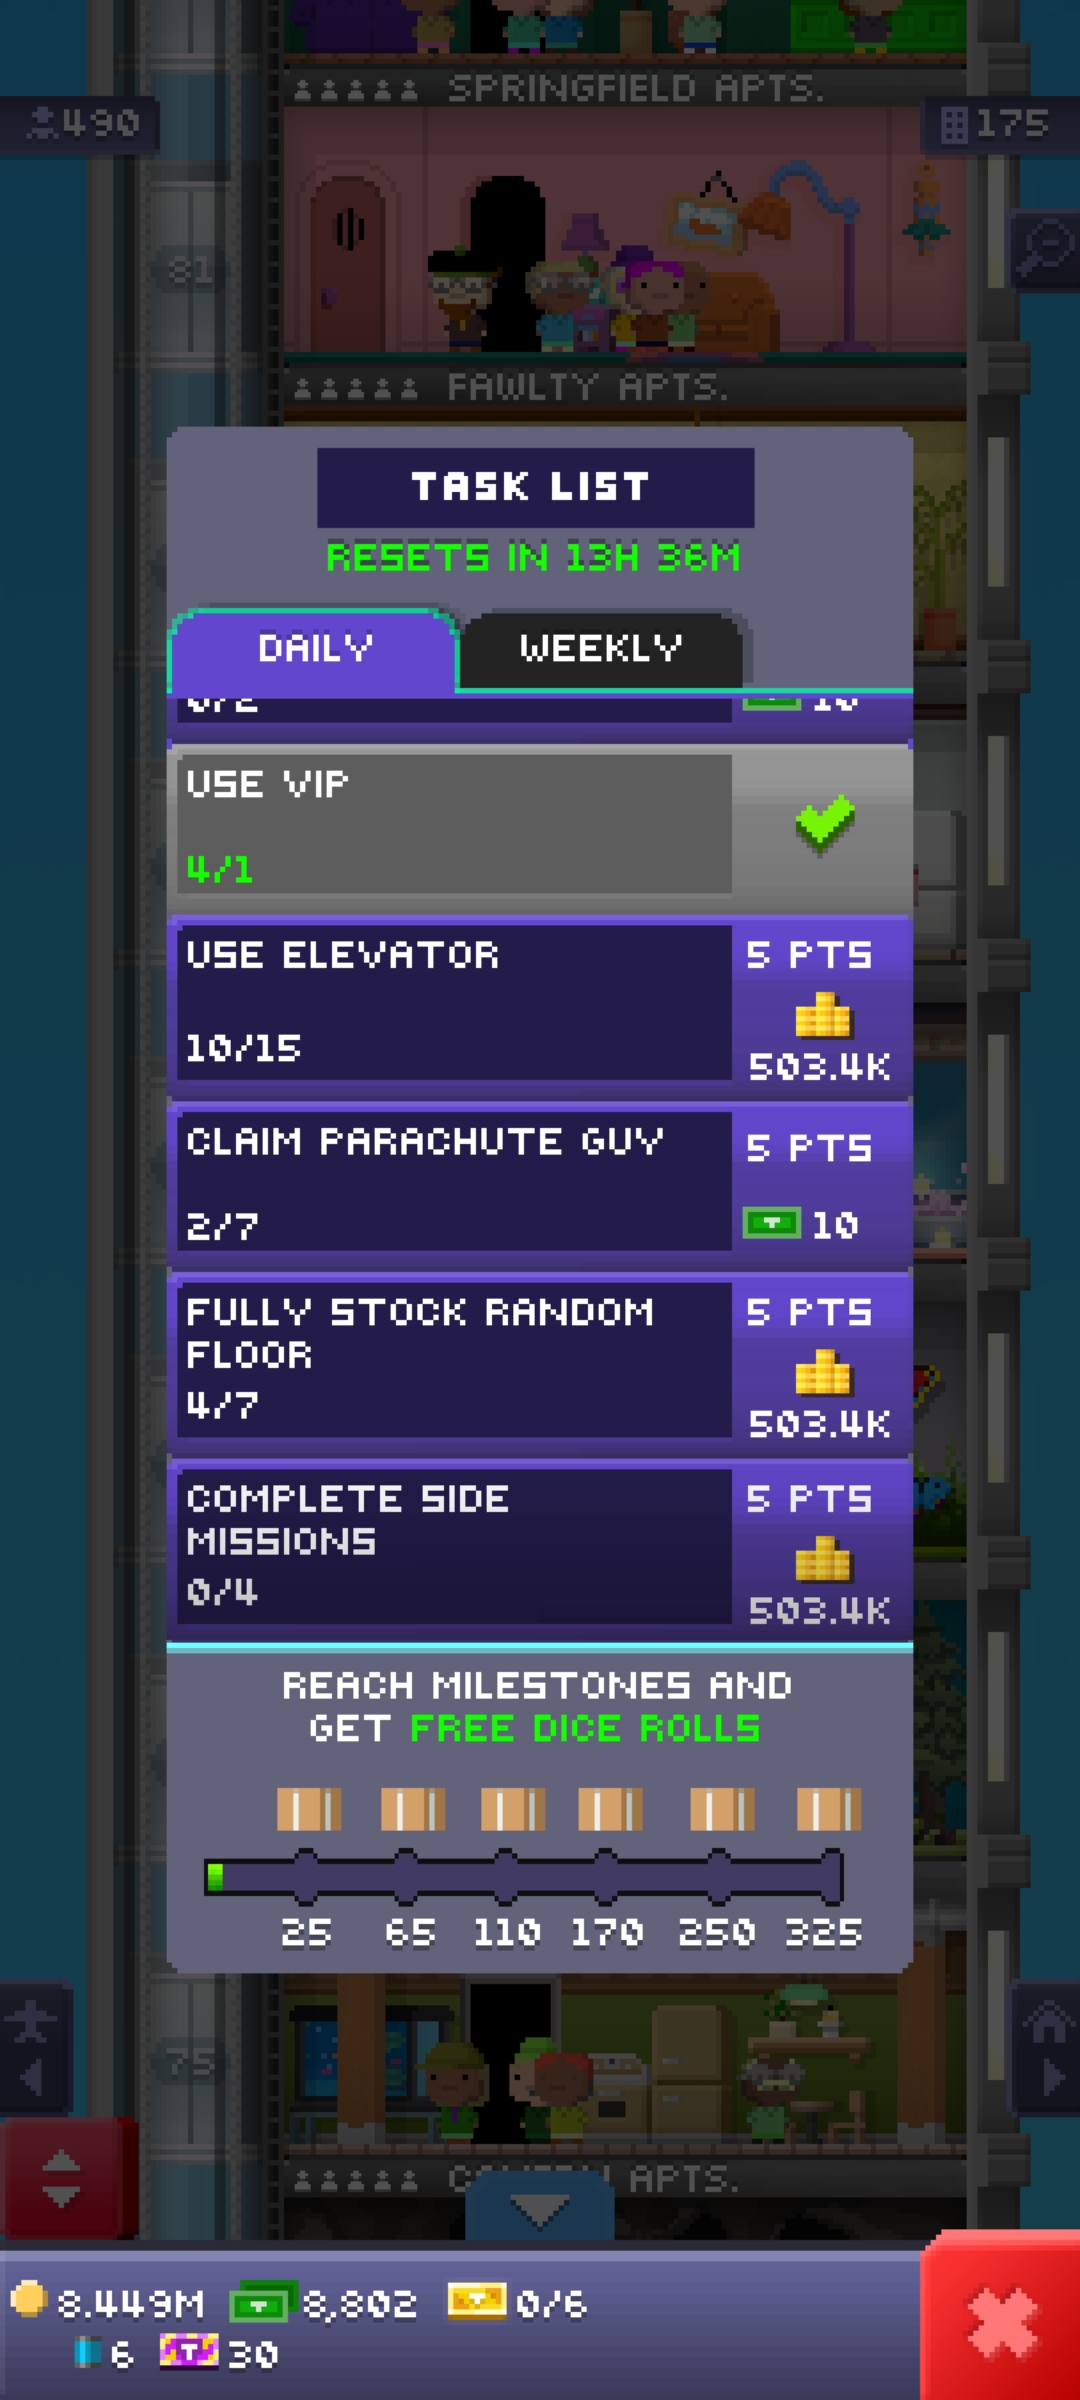 SPRINGFIELD APTS.
490
175
81
FAWLTY APTS.
TASK LIST
RESETS IN 13H 36M
DAILY
WEEKLY
0/2
10
USE VIP
4/1
USE ELEVATOR
5 PTS
10/15
503.4K
CLAIM PARACHUTE GUY
5 PTS
2/7
10
FULLY STOCK RANDOM
FLOOR
5 PTS
4/7
503.4K
COMPLETE SIDE
MISSIONS
5 PTS
0/4
503.4K
REACH MILESTONES AND
GET FREE DICE ROLLS
25 65 110 170 250 325
75
APTS.
8.449M 8,802 0/6
6 T 30